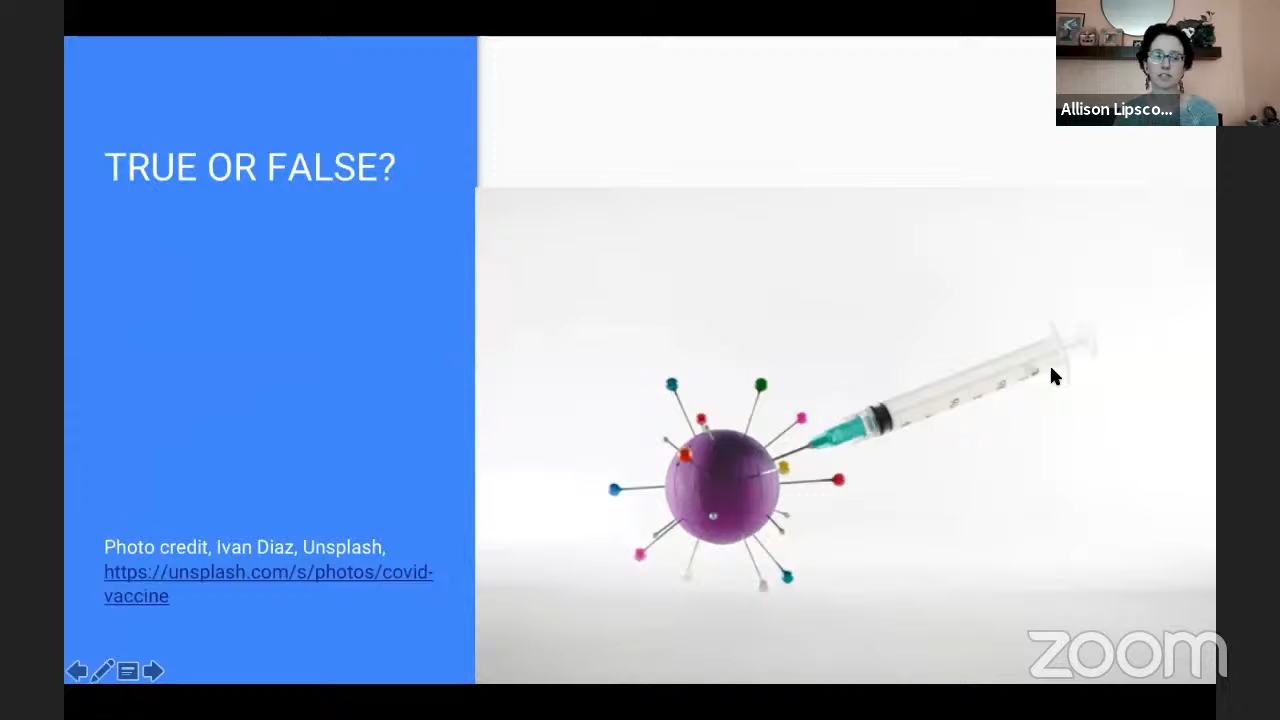 Allison Lipsco...
TRUE OR FALSE?
Photo credit, Ivan Diaz, Unsplash,
https://unsplash.com/s/photos/covid-
vaccine
zoom